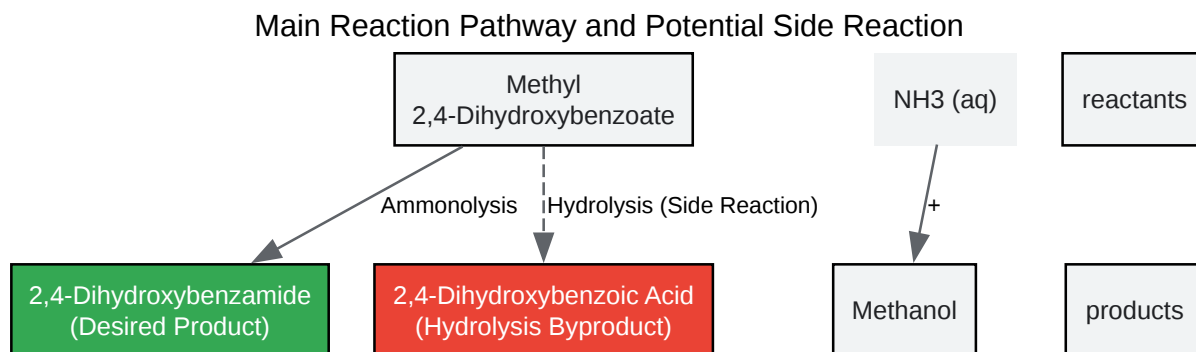 Main Reaction Pathway and Potential Side Reaction
Methyl
2,4-Dihydroxybenzoate
NH3 (aq)
reactants
Ammonolysis
Hydrolysis (Side Reaction)
+
2,4-Dihydroxybenzamide
(Desired Product)
2,4-Dihydroxybenzoic Acid
(Hydrolysis Byproduct)
Methanol
products